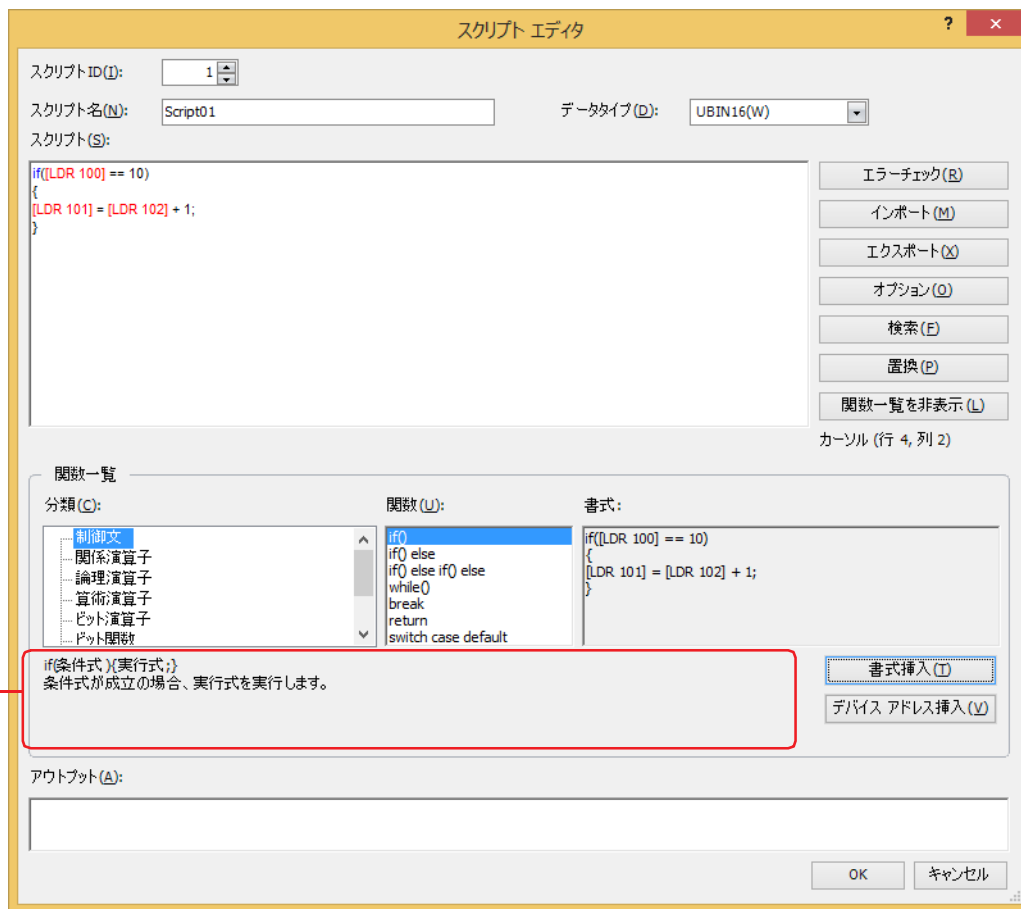 スクリプト エディタ
?
×
スクリプトID(I):
1
スクリプト名(N):
Script01
データタイプ(D):
UBIN16(W)
スクリプト(S):
if([LDR 100] == 10)
{
[LDR 101] = [LDR 102] + 1;
}
エラーチェック(R)
インポート(M)
エクスポート(X)
オプション(O)
検索(F)
置換(P)
関数一覧を非表示(L)
カーソル (行 4, 列 2)
関数一覧
分類(C):
関数(U):
書式:
制御文
関係演算子
論理演算子
算術演算子
ビット演算子
ドット関数
if()
if() else
if() else if() else
while()
break
return
switch case default
if([LDR 100] == 10)
{
[LDR 101] = [LDR 102] + 1;
}
if(条件式){実行式;}
条件式が成立の場合、実行式を実行します。
書式挿入(T)
デバイス アドレス挿入(V)
アウトプット(A):
OK
キャンセル